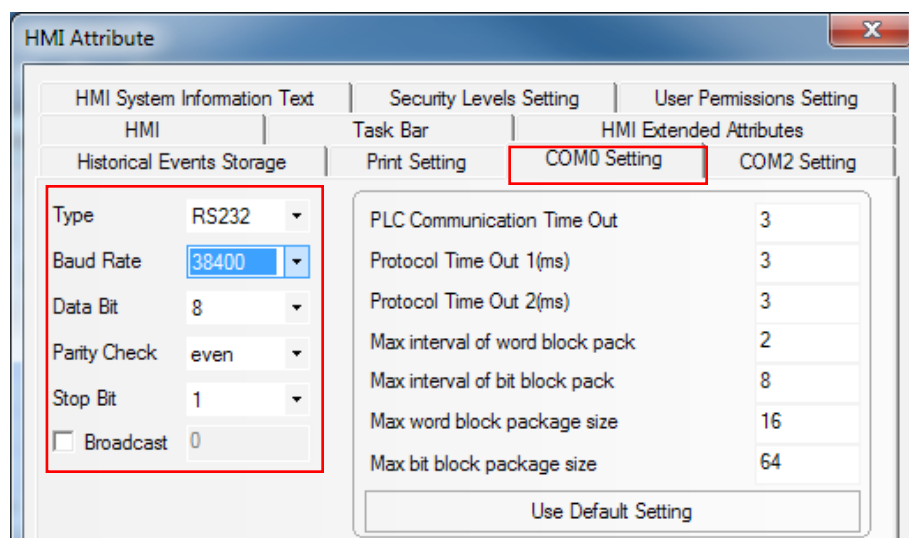 HMI Attribute
HMI System Information Text
Security Levels Setting
User Permissions Setting
HMI
Task Bar
HMI Extended Attributes
Historical Events Storage
Print Setting
COM0 Setting
COM2 Setting
Type RS232
Baud Rate 38400
Data Bit 8
Parity Check even
Stop Bit 1
Broadcast 0
PLC Communication Time Out 3
Protocol Time Out 1(ms) 3
Protocol Time Out 2(ms) 3
Max interval of word block pack 2
Max interval of bit block pack 8
Max word block package size 16
Max bit block package size 64
Use Default Setting